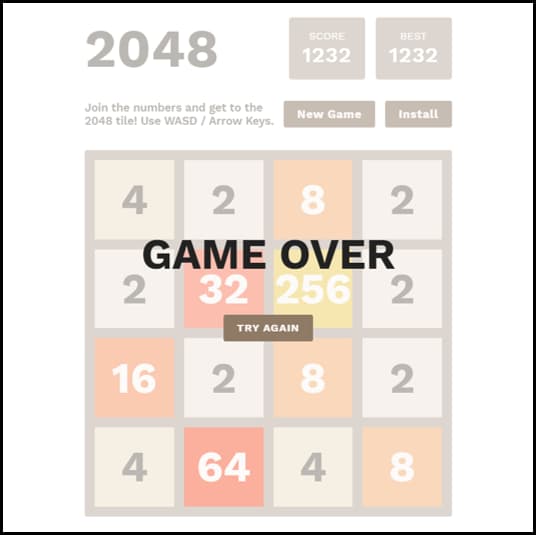 2048
SCORE
1232
BEST
1232
Join the numbers and get to the
2048 tile! Use WASD / Arrow Keys.
New Game
Install
4 2 8 2
GAME OVER
2 32 256 2
TRY AGAIN
16 2 8 2
4 64 4 8